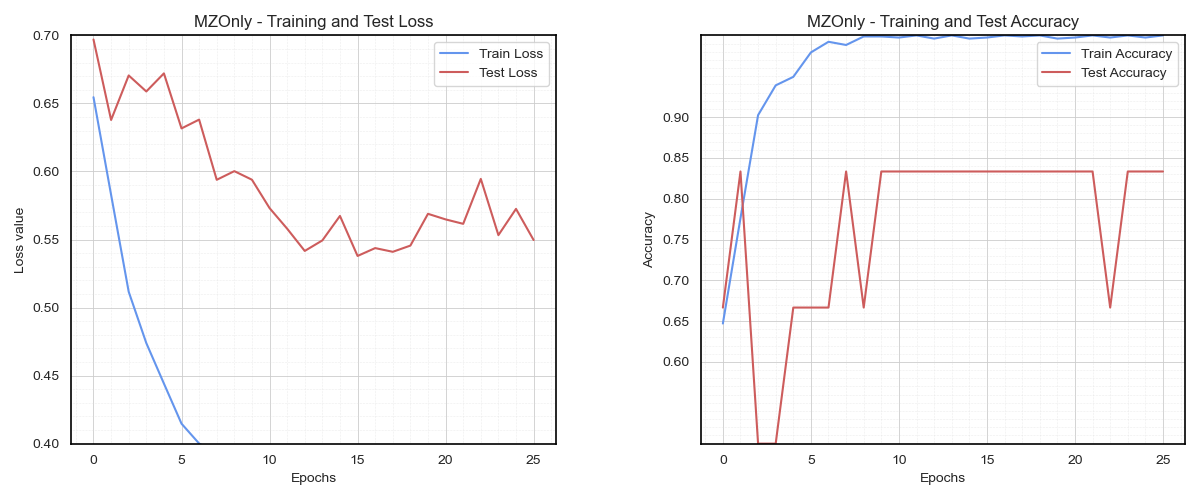 MZOnly - Training and Test Loss
0.70
0.65
0.60
0.55
0.50
0.45
0.40
Loss value
Train Loss
Test Loss
0 5 10 15 20 25
Epochs
MZOnly - Training and Test Accuracy
0.90
0.85
0.80
0.75
0.70
0.65
0.60
Accuracy
Train Accuracy
Test Accuracy
0 5 10 15 20 25
Epochs